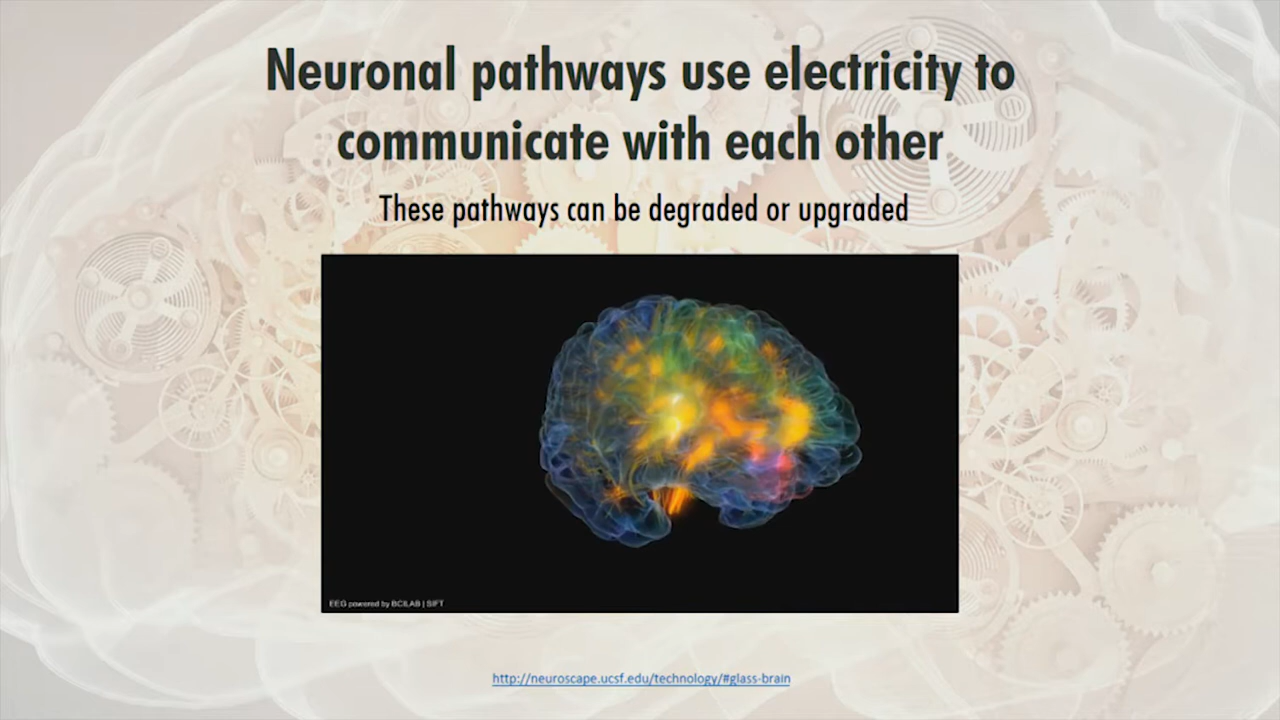 Neuronal pathways use electricity to
communicate with each other
These pathways can be degraded or upgraded
EEG powered by BCILAB | SIFT
http://neuroscape.ucsf.edu/technology/#glass-brain